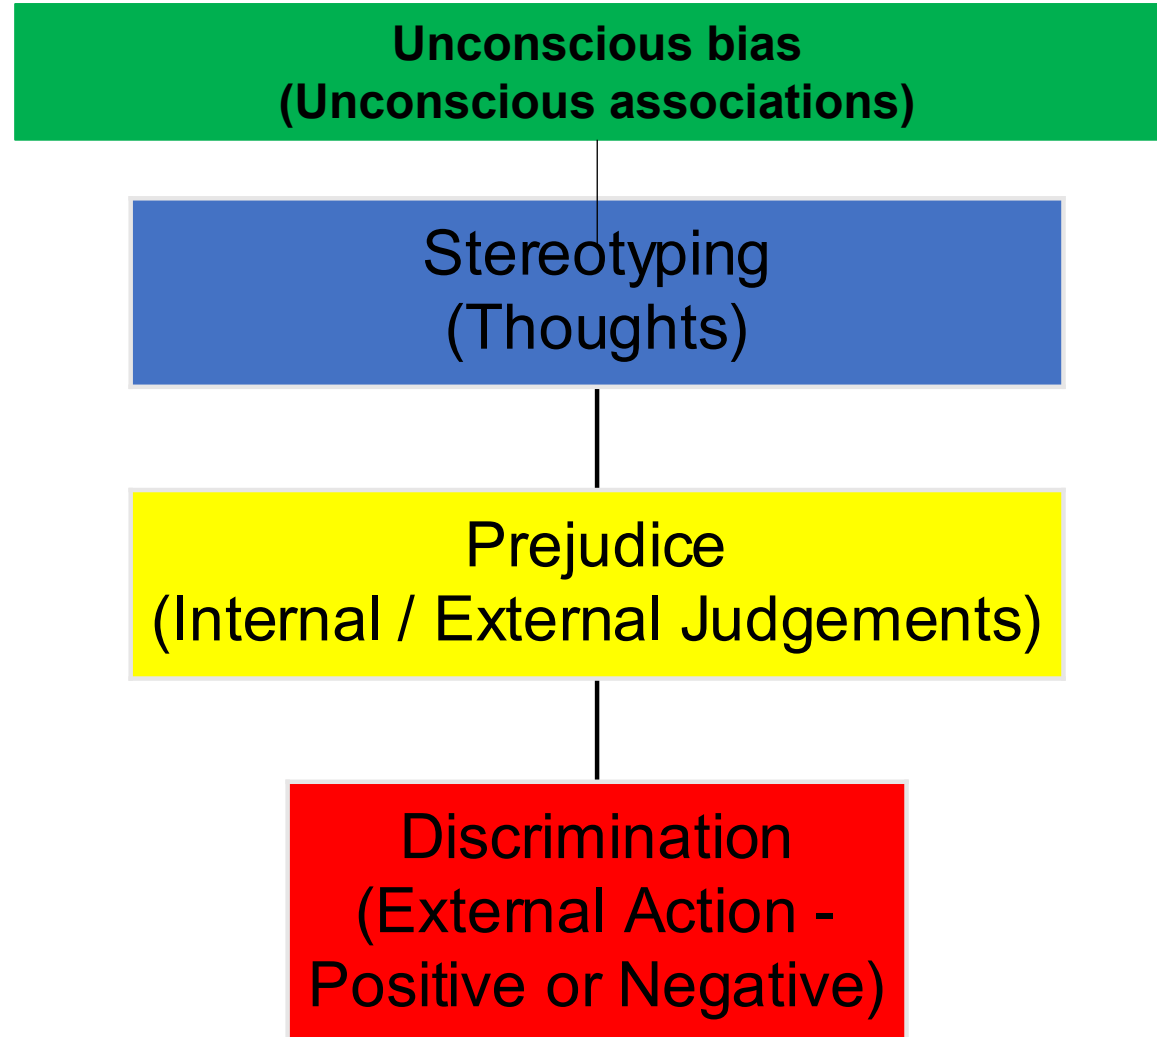 Unconscious bias
(Unconscious associations)
Stereotyping
(Thoughts)
Prejudice
(Internal / External Judgements)
Discrimination
(External Action -
Positive or Negative)